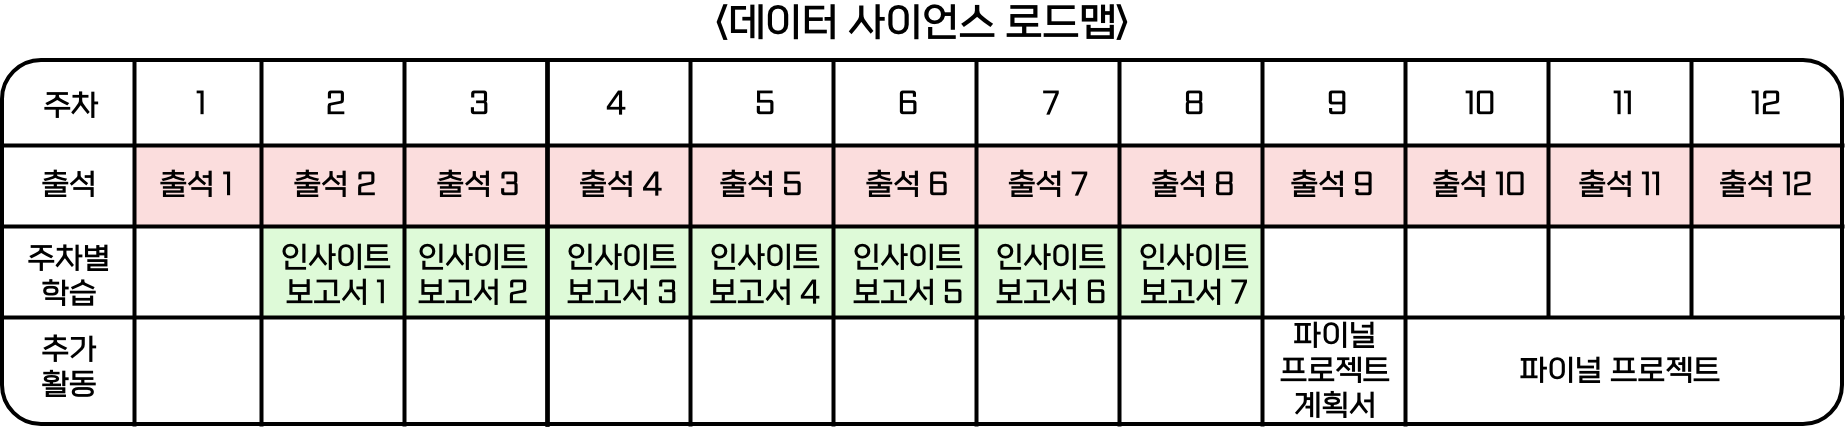 <데이터 사이언스 로드맵>
주차 1 2 3 4 5 6 7 8 9 10 11 12
출석 출석 1 출석 2 출석 3 출석 4 출석 5 출석 6 출석 7 출석 8 출석 9 출석 10 출석 11 출석 12
주차별 인사이트 인사이트 인사이트 인사이트 인사이트 인사이트 인사이트
학습 보고서 1 보고서 2 보고서 3 보고서 4 보고서 5 보고서 6 보고서 7
추가
활동
파이널
프로젝트
계획서
파이널 프로젝트